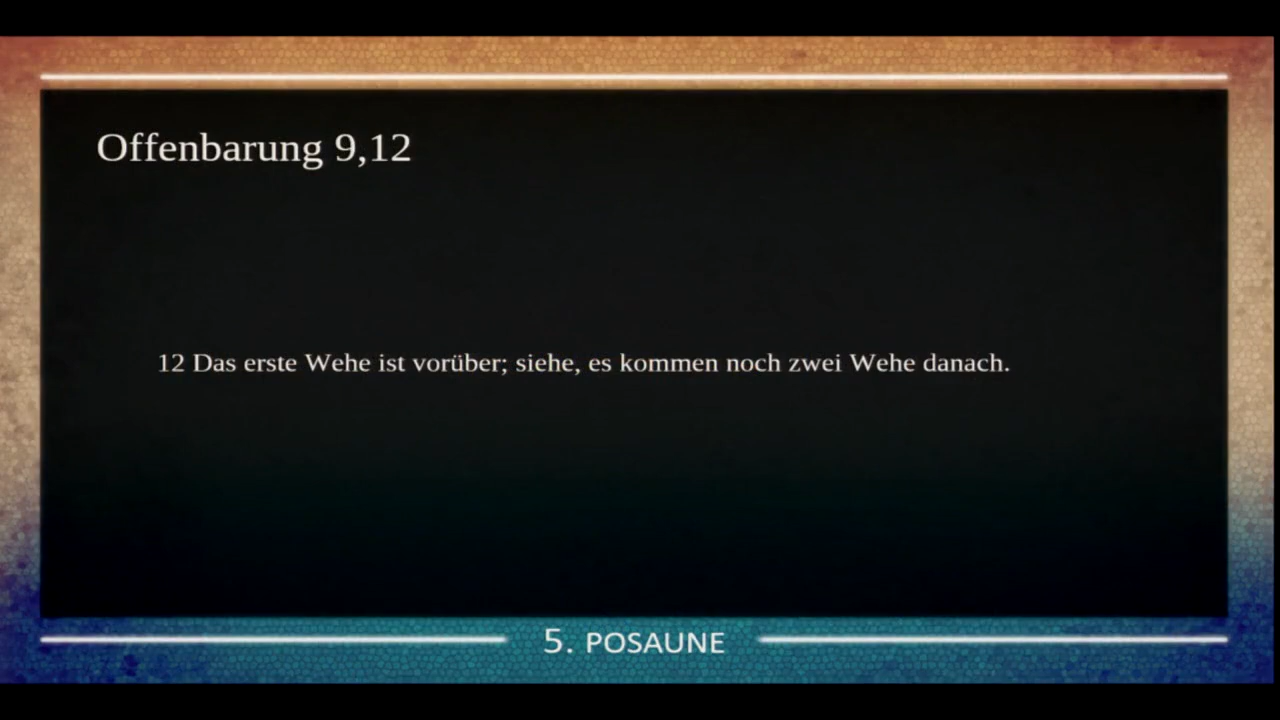 Offenbarung 9,12
12 Das erste Wehe ist vorüber; siehe, es kommen noch zwei Wehe danach.
5. POSAUNE